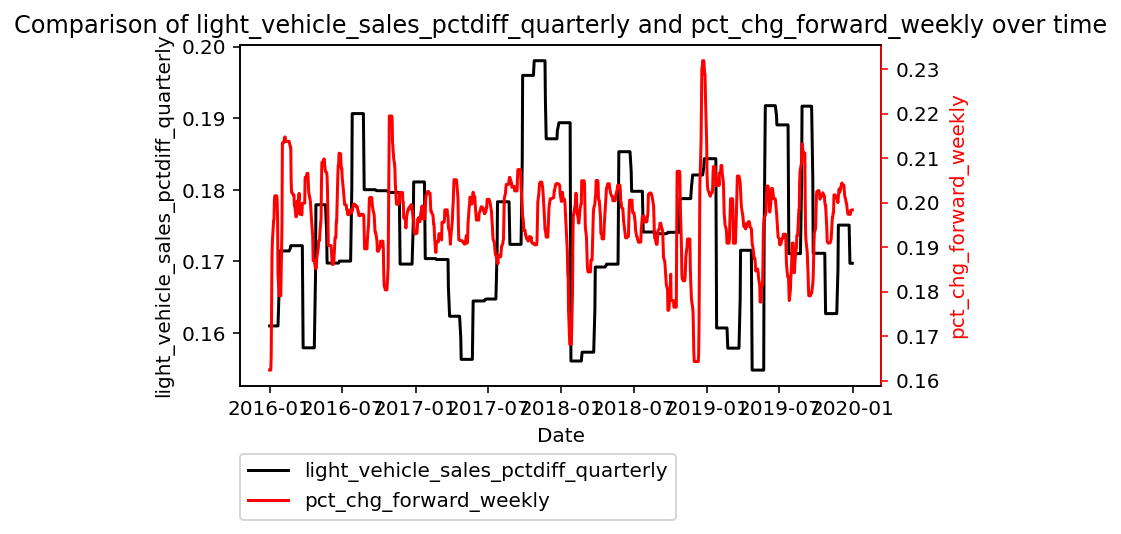 Comparison of light_vehicle_sales_pctdiff_quarterly and pct_chg_forward_weekly over time
light_vehicle_sales_pctdiff_quarterly
0.20
0.19
0.18
0.17
0.16
0.23
0.22
0.21
0.20
0.19
0.18
0.17
0.16
pct_chg_forward_weekly
2016-01 2016-07 2017-01 2017-07 2018-01 2018-07 2019-01 2019-07 2020-01
Date
light_vehicle_sales_pctdiff_quarterly
pct_chg_forward_weekly